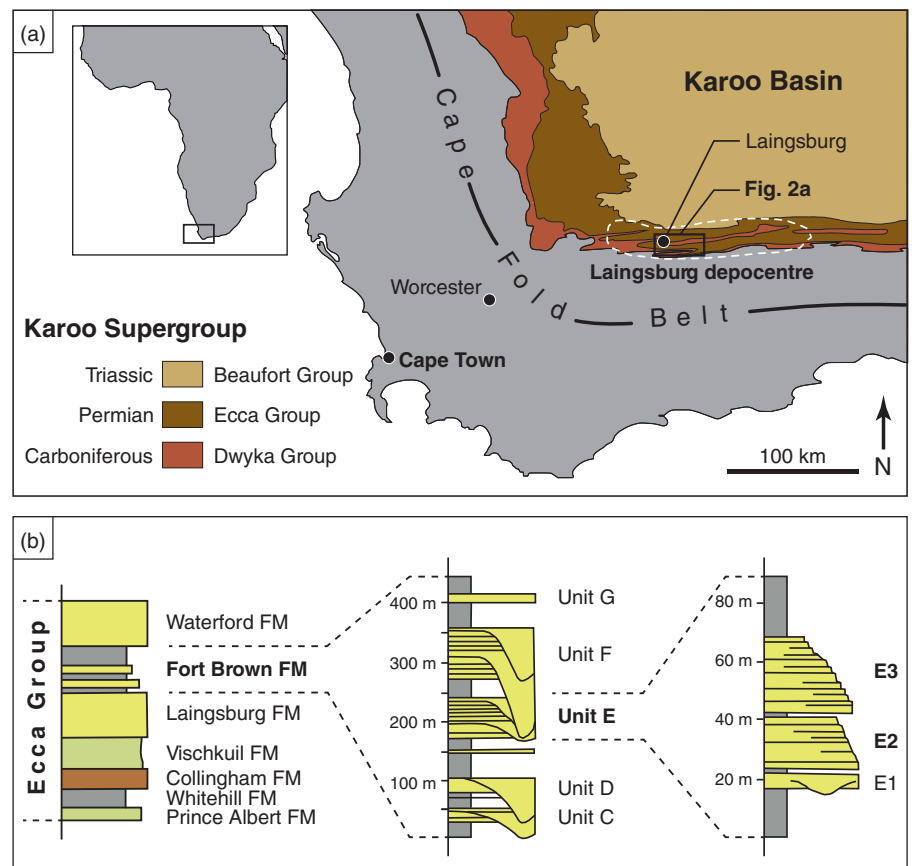 (a)
Karoo Basin
Laingsburg
Fig. 2a
Laingsburg depocentre
Cape Fold Belt
Worcester
Cape Town
Karoo Supergroup
Triassic Beaufort Group
Permian Ecca Group
Carboniferous Dwyka Group
100 km
N
(b)
Ecca Group
Waterford FM
Fort Brown FM
Laingsburg FM
Vischkuil FM
Collingham FM
Whitehill FM
Prince Albert FM
400 m
300 m
200 m
100 m
Unit G
Unit F
Unit E
Unit D
Unit C
80 m
60 m
40 m
20 m
E3
E2
E1